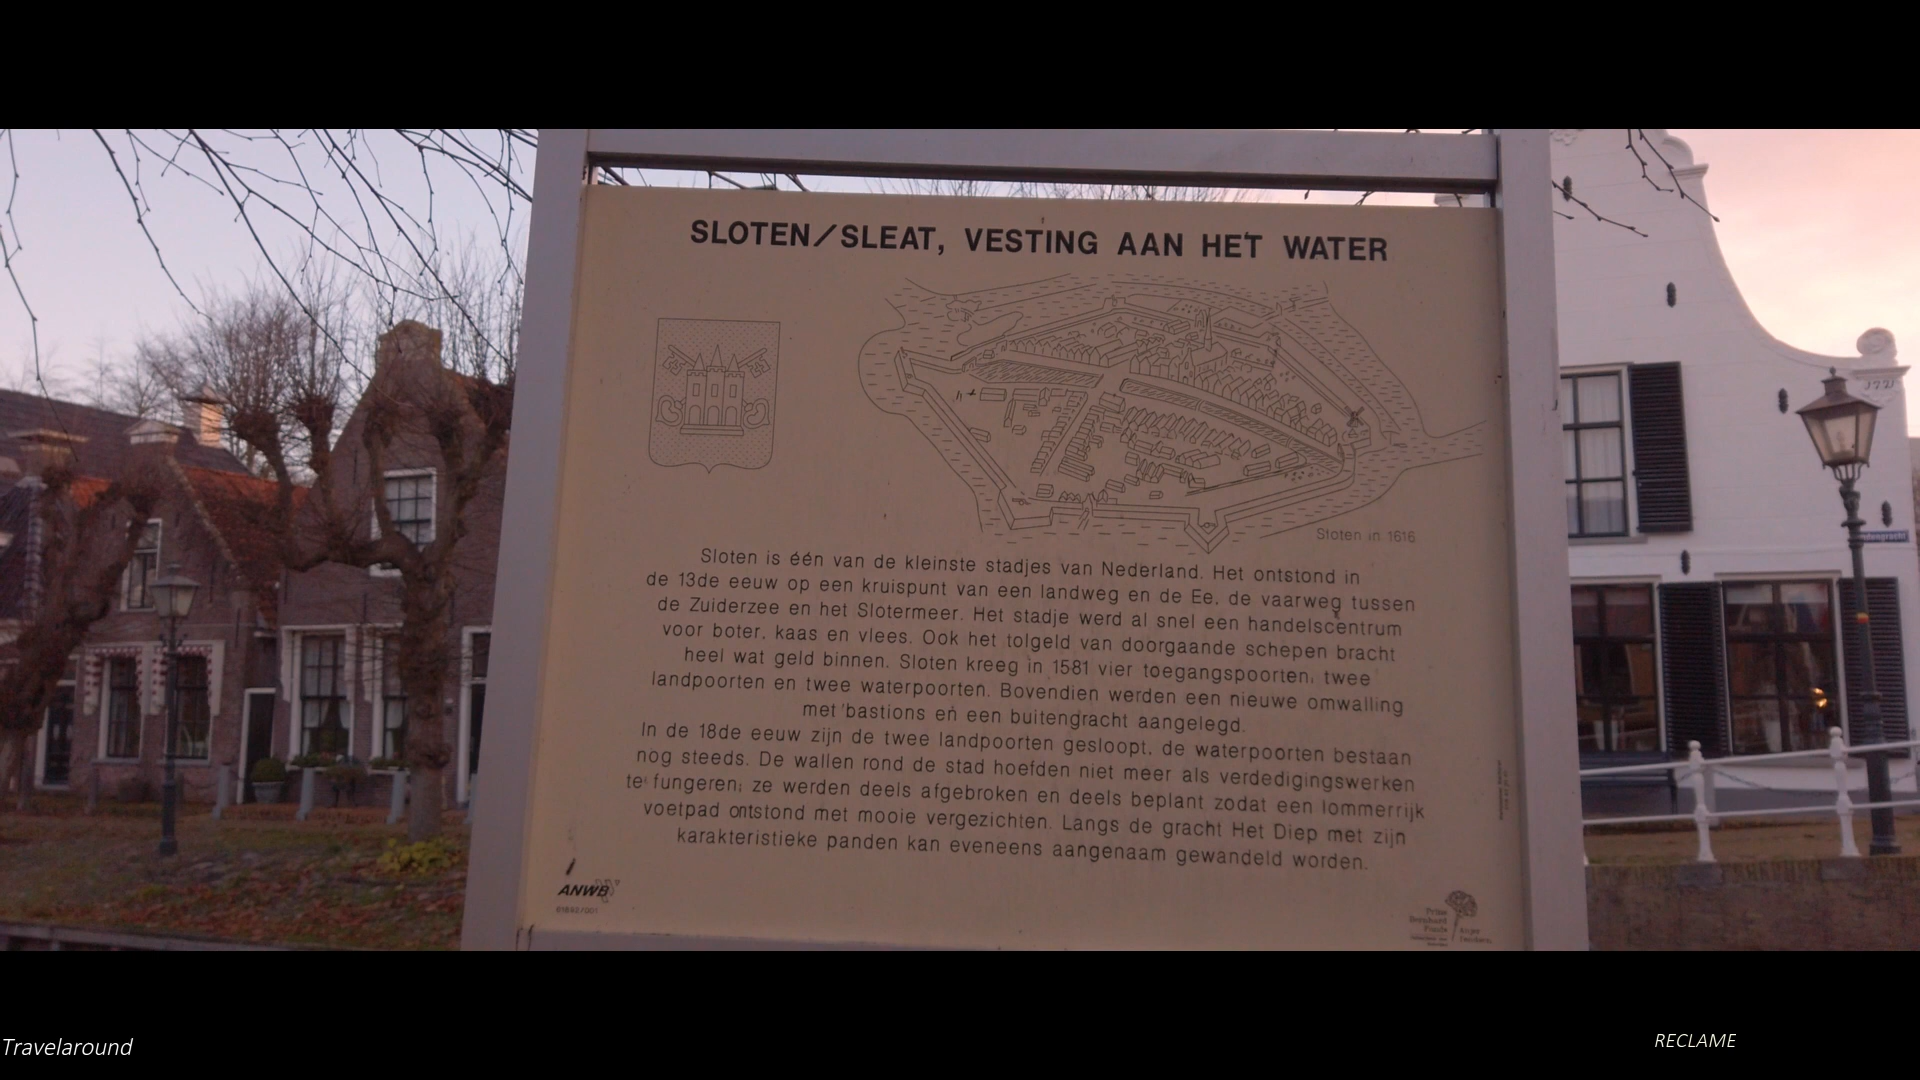 SLOTEN/SLEAT, VESTING AAN HET WATER
1771
Sloten in 1616
Sloten is één van de kleinste stadjes van Nederland. Het ontstond in
de 13de eeuw op een kruispunt van een landweg en de Ee, de vaarweg tussen
de Zuiderzee en het Slotermeer. Het stadje werd al snel een handelscentrum
voor boter, kaas en vlees. Ook het tolgeld van doorgaande schepen bracht
heel wat geld binnen. Sloten kreeg in 1581 vier toegangspoorten, twee
landpoorten en twee waterpoorten. Bovendien werden een nieuwe omwalling
met bastions en een buitengracht aangelegd.
In de 18de eeuw zijn de twee landpoorten gesloopt, de waterpoorten bestaan
nog steeds. De wallen rond de stad hoefden niet meer als verdedigingswerken
te fungeren; ze werden deels afgebroken en deels beplant zodat een lommerrijk
voetpad ontstond met mooie vergezichten. Langs de gracht Het Diep met zijn
karakteristieke panden kan eveneens aangenaam gewandeld worden.
ANWB
Prins
Bernhard
Fonds
Anjer
Travelaround
RECLAME